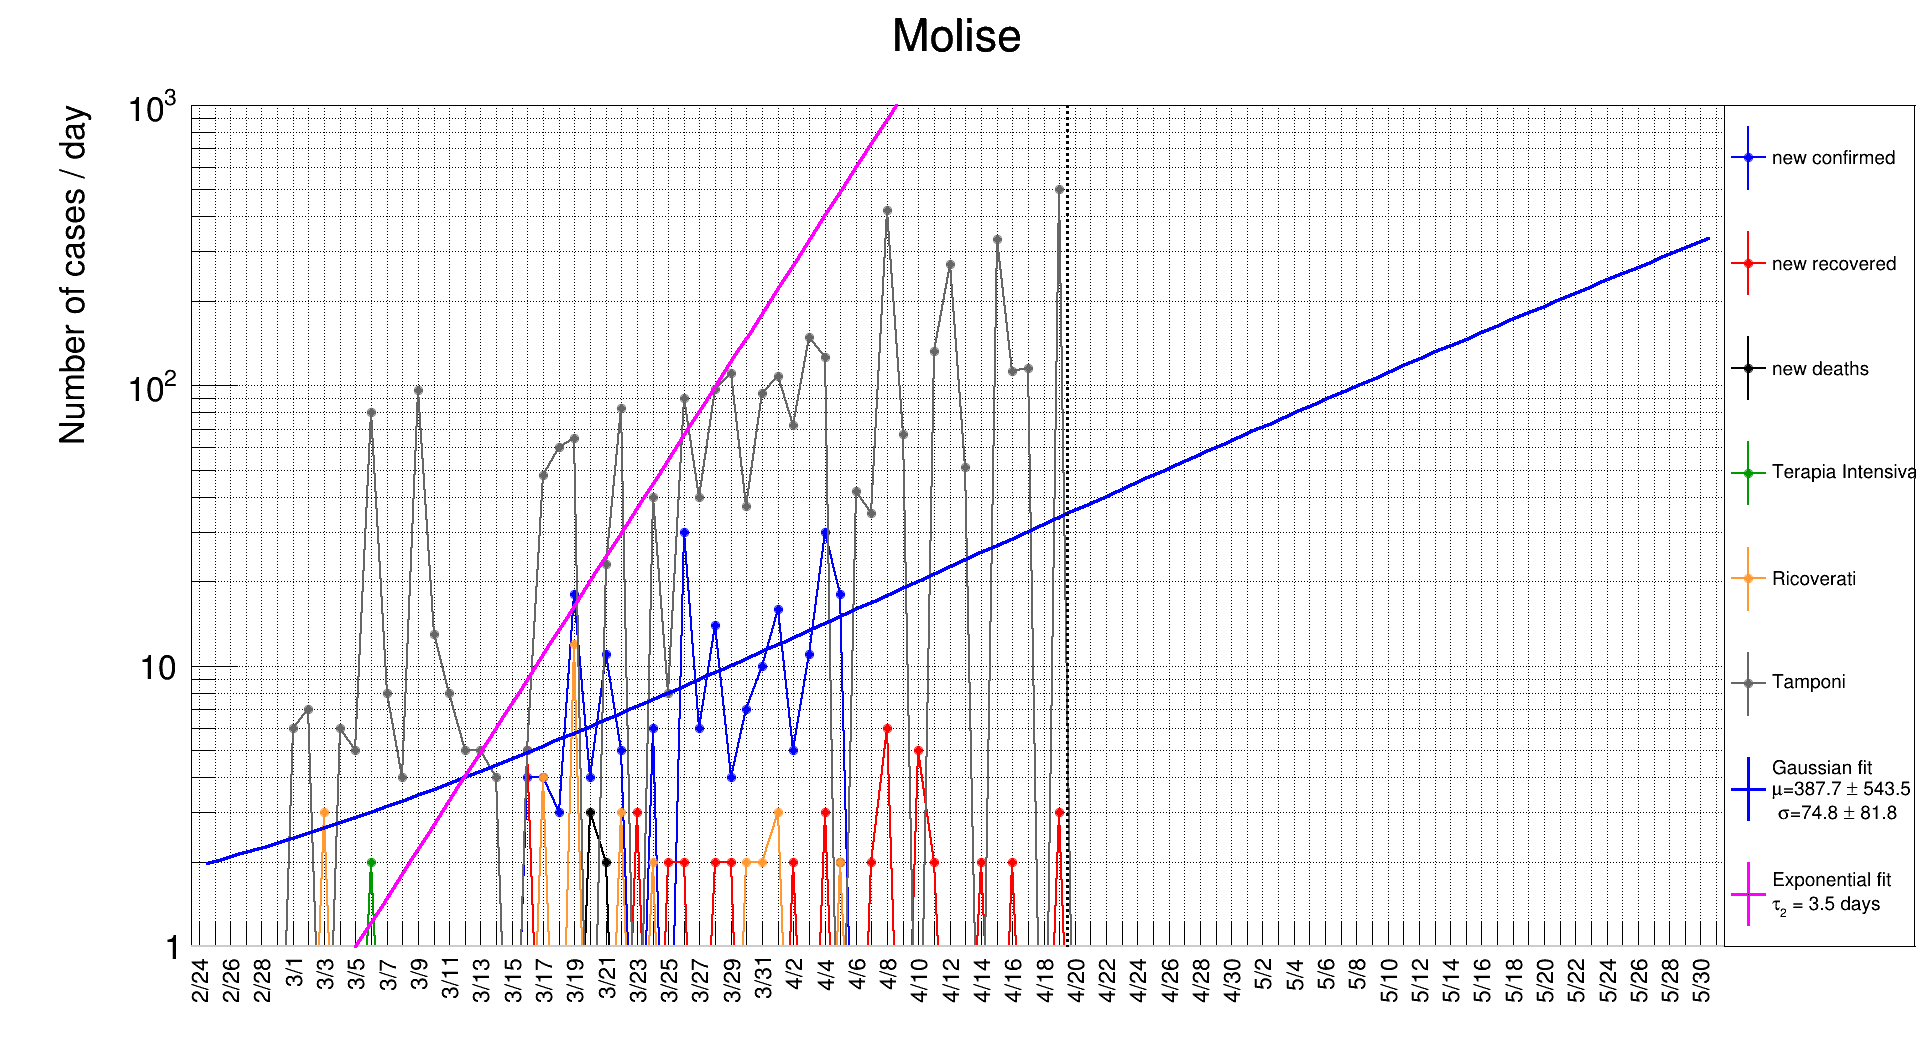 Molise
Number of cases / day
10³
10²
10
1
2/24 2/26 2/28 3/1 3/3 3/5 3/7 3/9 3/11 3/13 3/15 3/17 3/19 3/21 3/23 3/25 3/27 3/29 3/31 4/2 4/4 4/6 4/8 4/10 4/12 4/14 4/16 4/18 4/20 4/22 4/24 4/26 4/28 4/30 5/2 5/4 5/6 5/8 5/10 5/12 5/14 5/16 5/18 5/20 5/22 5/24 5/26 5/28 5/30
new confirmed
new recovered
new deaths
Terapia Intensiva
Ricoverati
Tamponi
Gaussian fit
μ=387.7 ± 543.5
σ=74.8 ± 81.8
Exponential fit
τ₂ = 3.5 days